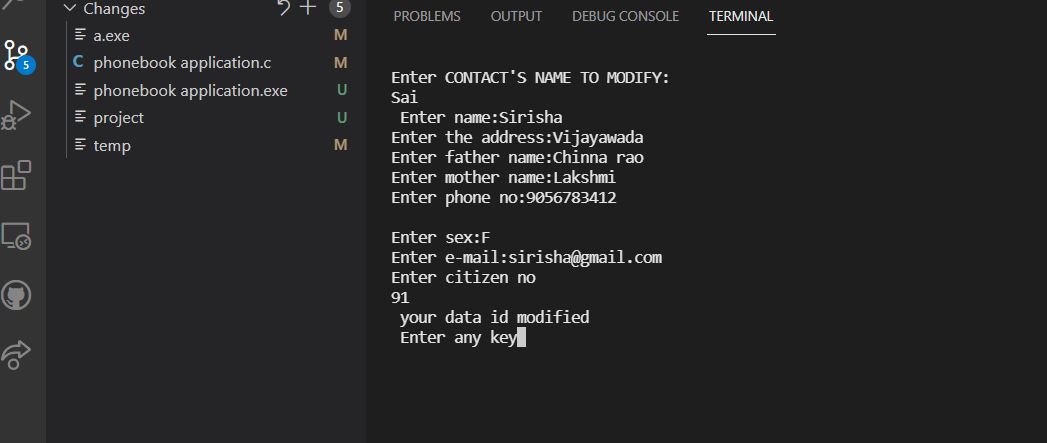 Changes
5
a.exe
M
phonebook application.c
M
phonebook application.exe
U
project
U
temp
M
5
C
PROBLEMS
OUTPUT
DEBUG CONSOLE
TERMINAL
Enter CONTACT'S NAME TO MODIFY:
Sai
Enter name:Sirisha
Enter the address:Vijayawada
Enter father name:Chinna rao
Enter mother name:Lakshmi
Enter phone no:9056783412
Enter sex:F
Enter e-mail:sirisha@gmail.com
Enter citizen no
91
your data id modified
Enter any key